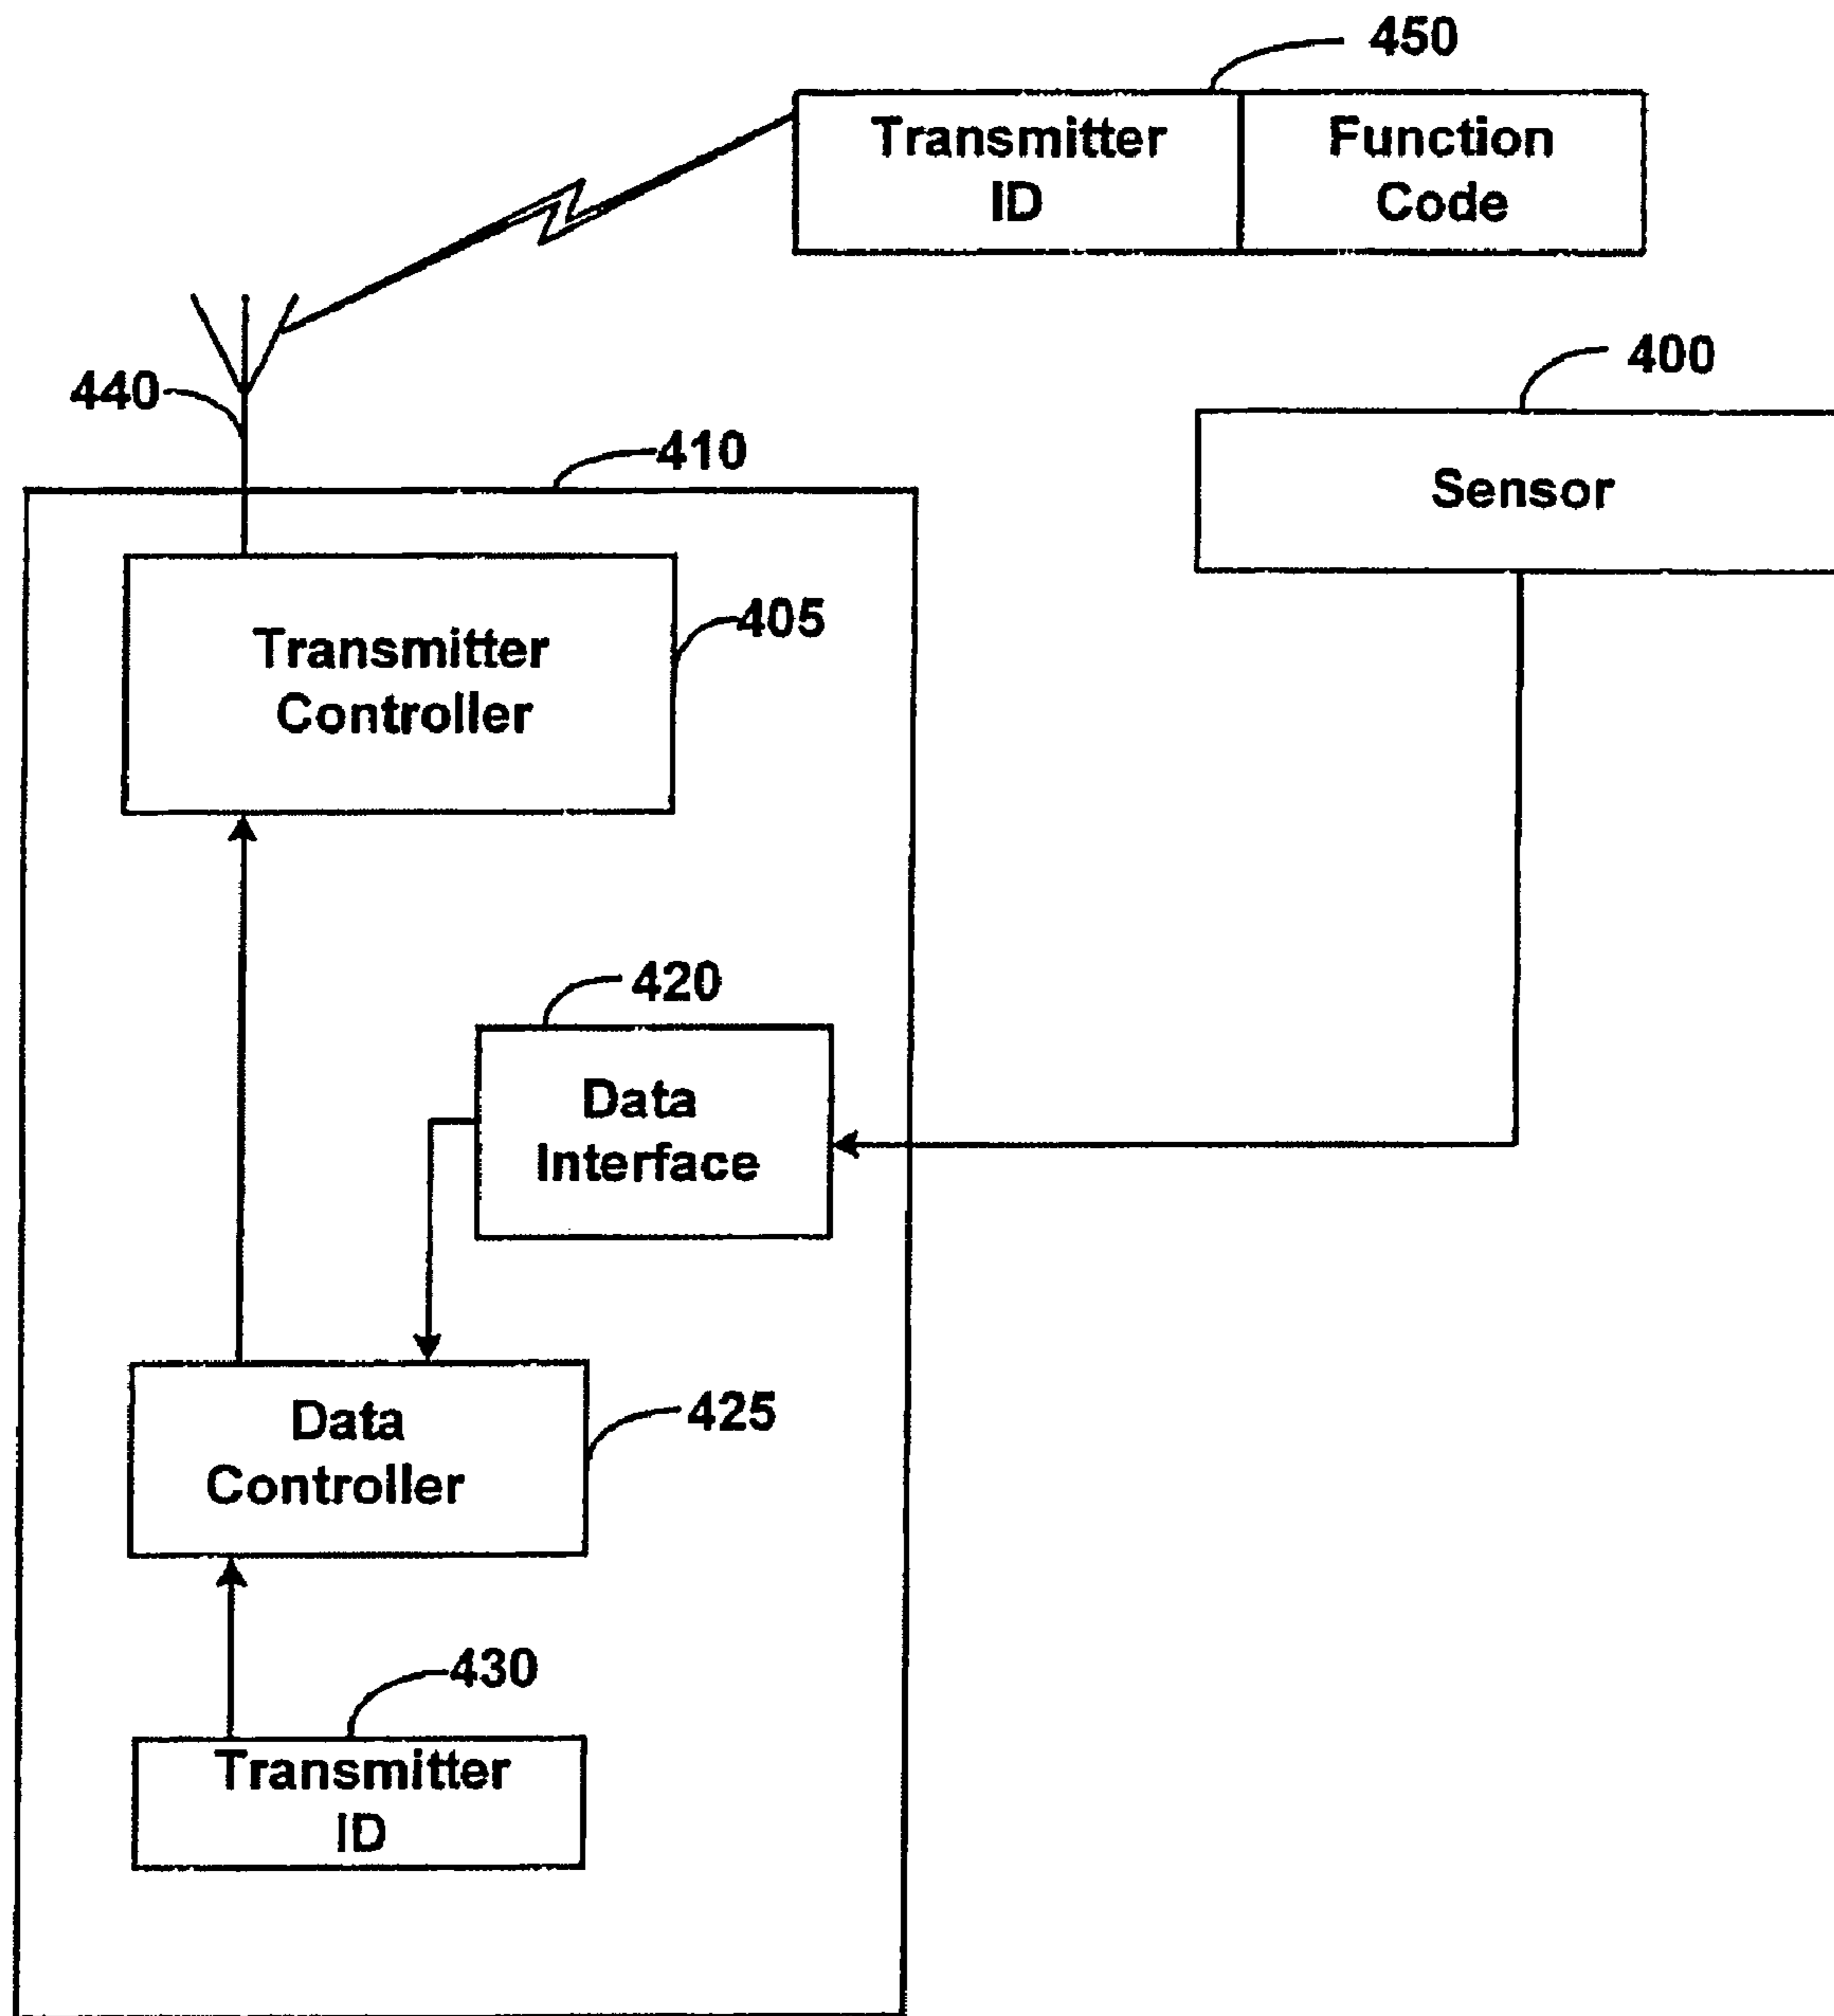 450
Transmitter
ID
Function
Code
440
400
410
Sensor
Transmitter
Controller
405
420
Data
Interface
Data
Controller
425
430
Transmitter
ID